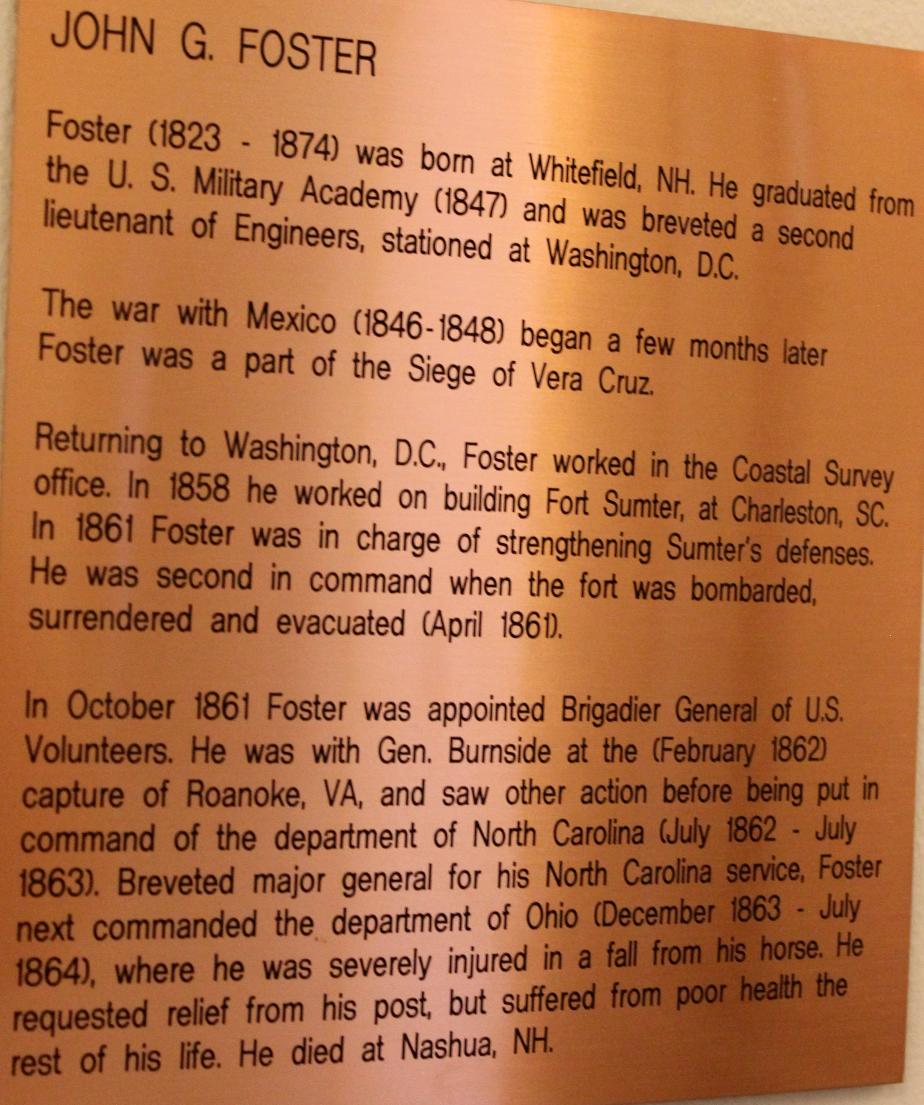 JOHN G. FOSTER
Foster (1823 - 1874) was born at Whitefield, NH. He graduated from
the U. S. Military Academy (1847) and was breveted a second
lieutenant of Engineers, stationed at Washington, D.C.
The war with Mexico (1846-1848) began a few months later
Foster was a part of the Siege of Vera Cruz.
Returning to Washington, D.C., Foster worked in the Coastal Survey
office. In 1858 he worked on building Fort Sumter, at Charleston, SC.
In 1861 Foster was in charge of strengthening Sumter's defenses.
He was second in command when the fort was bombarded,
surrendered and evacuated (April 1861).
In October 1861 Foster was appointed Brigadier General of U.S.
Volunteers. He was with Gen. Burnside at the (February 1862)
capture of Roanoke, VA, and saw other action before being put in
command of the department of North Carolina (July 1862 - July
1863). Breveted major general for his North Carolina service, Foster
next commanded the department of Ohio (December 1863 - July
1864), where he was severely injured in a fall from his horse. He
requested relief from his post, but suffered from poor health the
rest of his life. He died at Nashua, NH.